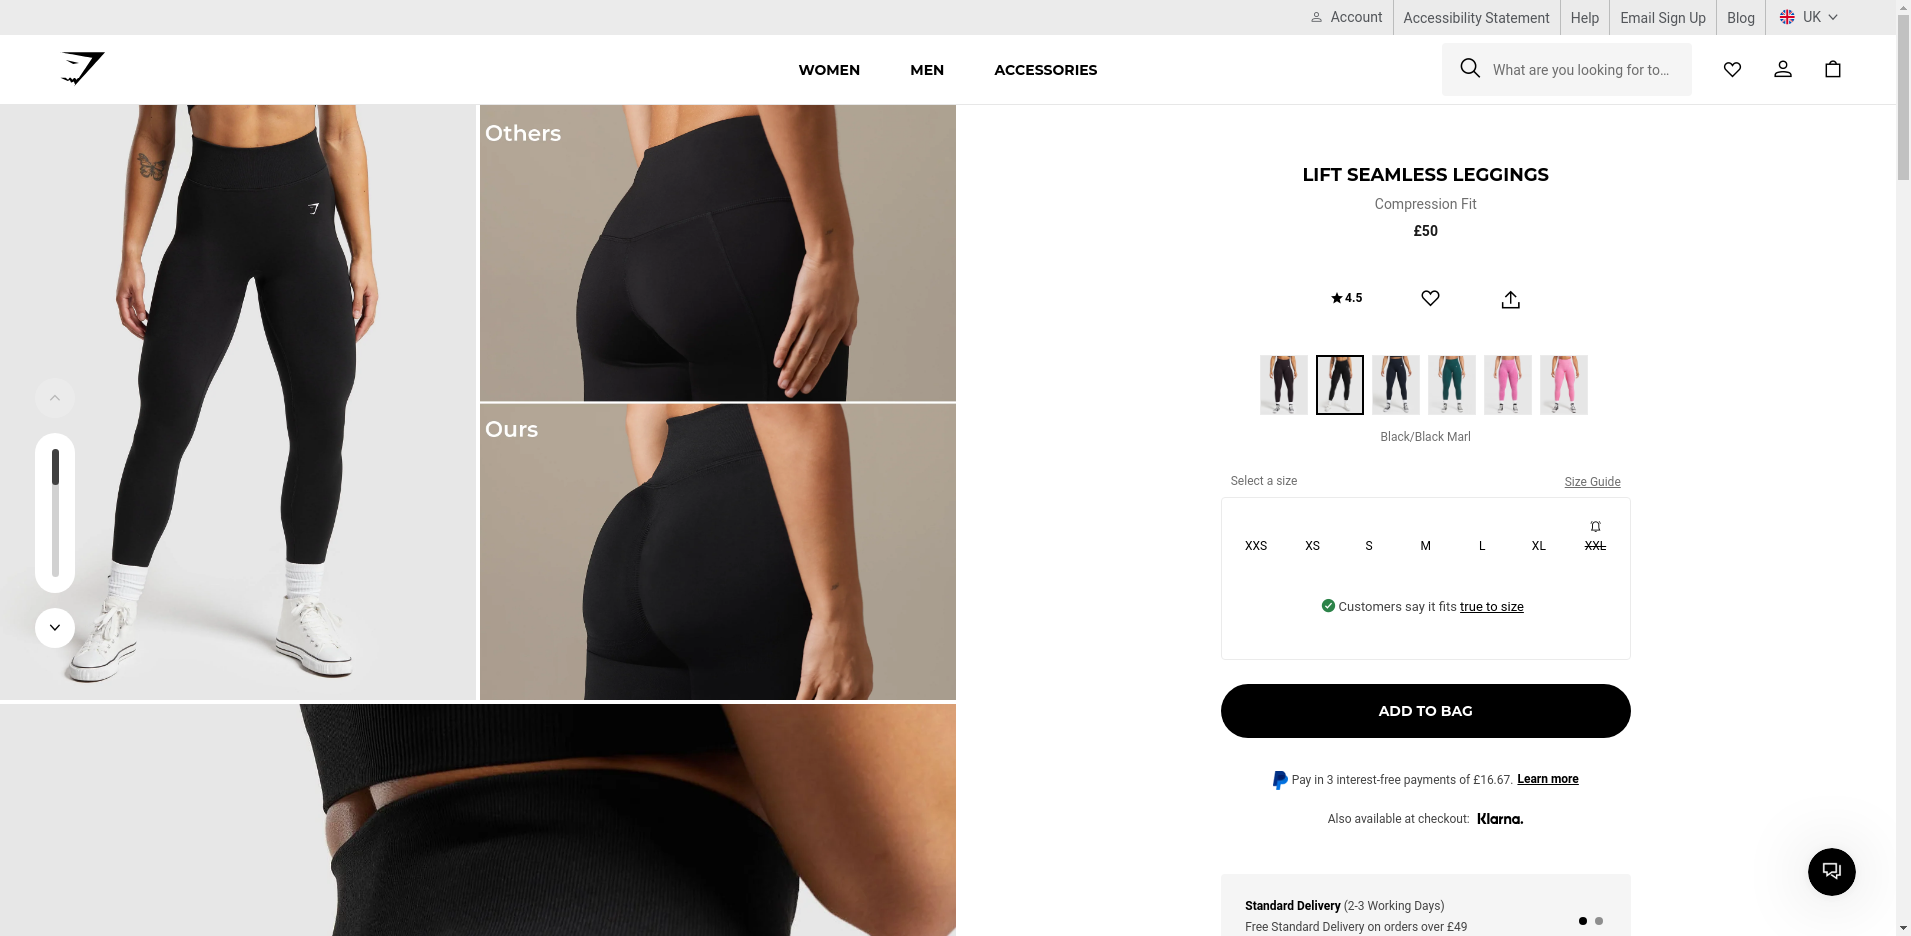 Account
Accessibility Statement
Help
Email Sign Up
Blog
UK
WOMEN
MEN
ACCESSORIES
What are you looking for to...
Others
Ours
LIFT SEAMLESS LEGGINGS
Compression Fit
£50
4.5
Black/Black Marl
Select a size
Size Guide
XXS
XS
S
M
L
XL
XXL
Customers say it fits true to size
ADD TO BAG
Pay in 3 interest-free payments of £16.67. Learn more
Also available at checkout: Klarna.
Standard Delivery (2-3 Working Days)
Free Standard Delivery on orders over £49